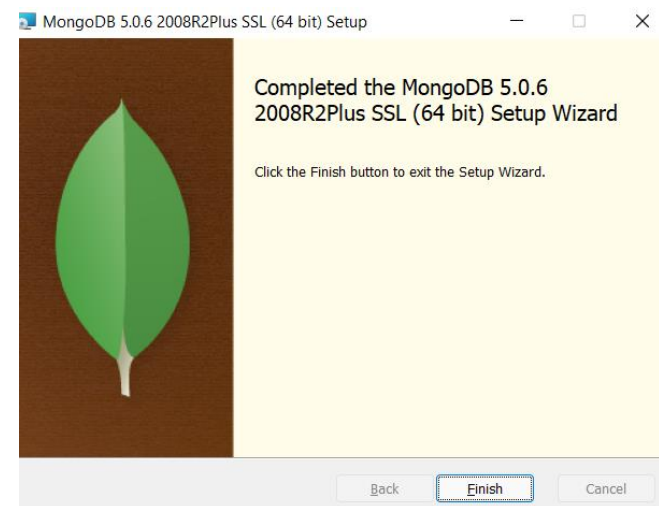 MongoDB 5.0.6 2008R2Plus SSL (64 bit) Setup
Completed the MongoDB 5.0.6
2008R2Plus SSL (64 bit) Setup Wizard
Click the Finish button to exit the Setup Wizard.
Back Finish Cancel